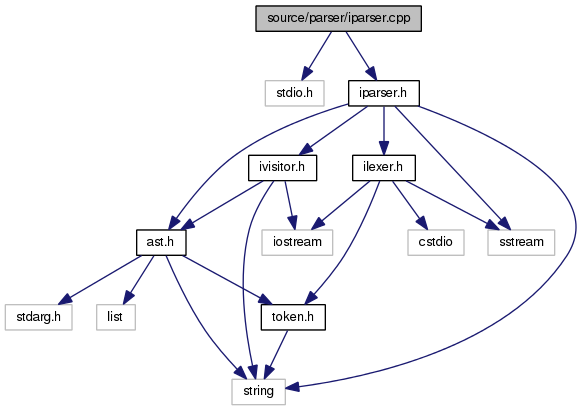 source/parser/iparser.cpp
stdio.h
iparser.h
ivisitor.h
ilexer.h
ast.h
iostream
cstdio
sstream
stdarg.h
list
token.h
string